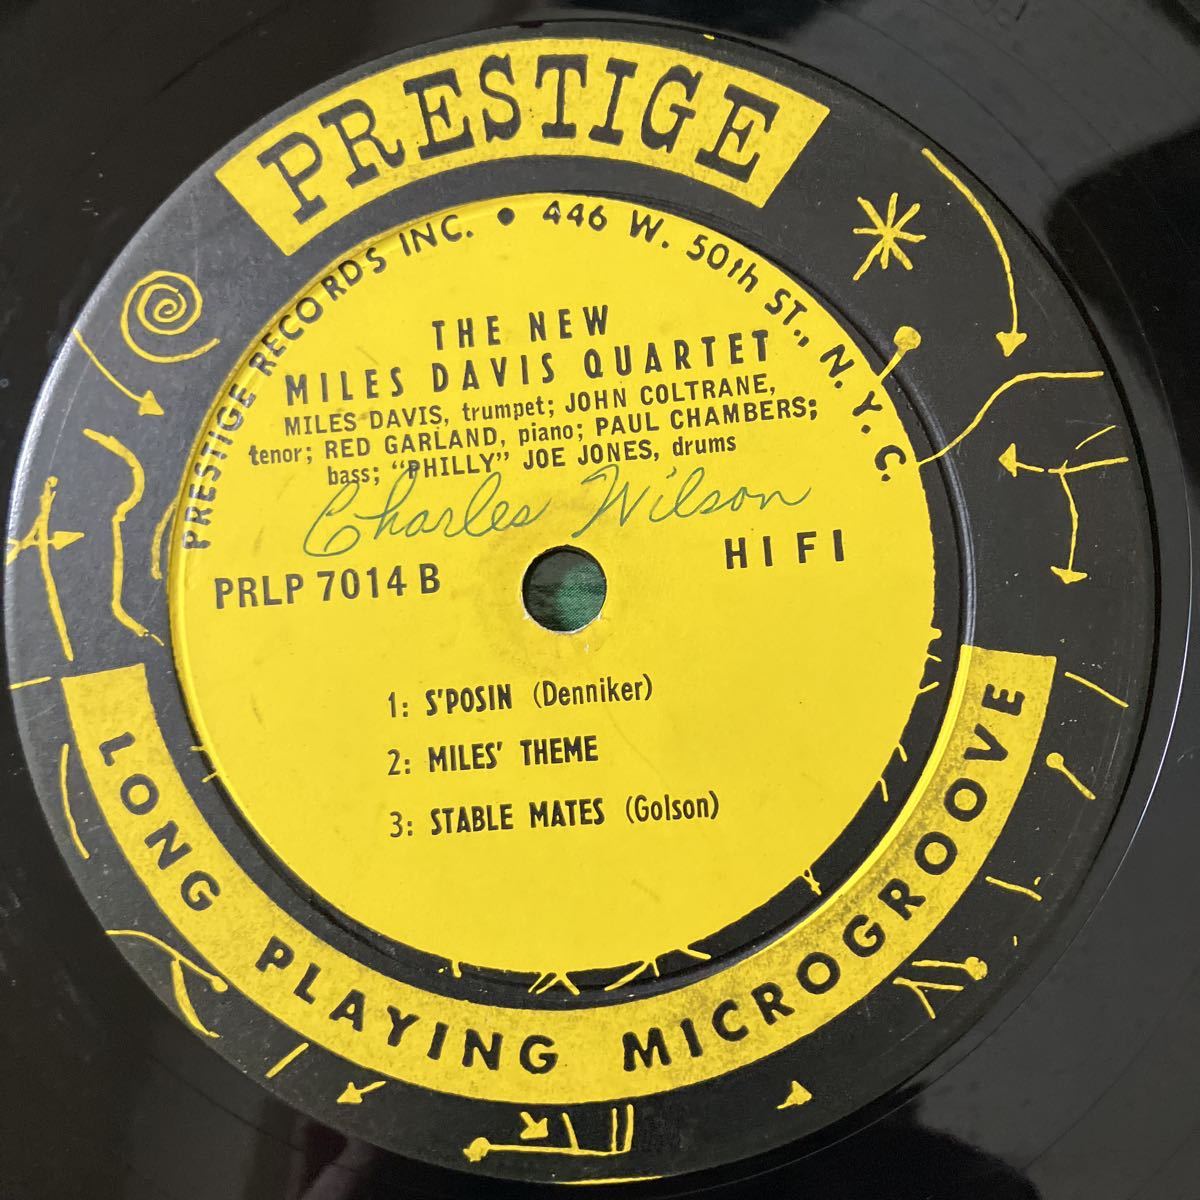 PRESTIGE
PRESTIGE RECORDS INC. • 446 W. 50th ST., N.Y.C.
THE NEW
MILES DAVIS QUARTET
MILES DAVIS, trumpet; JOHN COLTRANE,
tenor; RED GARLAND, piano; PAUL CHAMBERS;
bass; "PHILLY" JOE JONES, drums
Charles Wilson
PRLP 7014 B
HI FI
1: S'POSIN (Denniker)
2: MILES' THEME
3: STABLE MATES (Golson)
LONG PLAYING MICROGROOVE